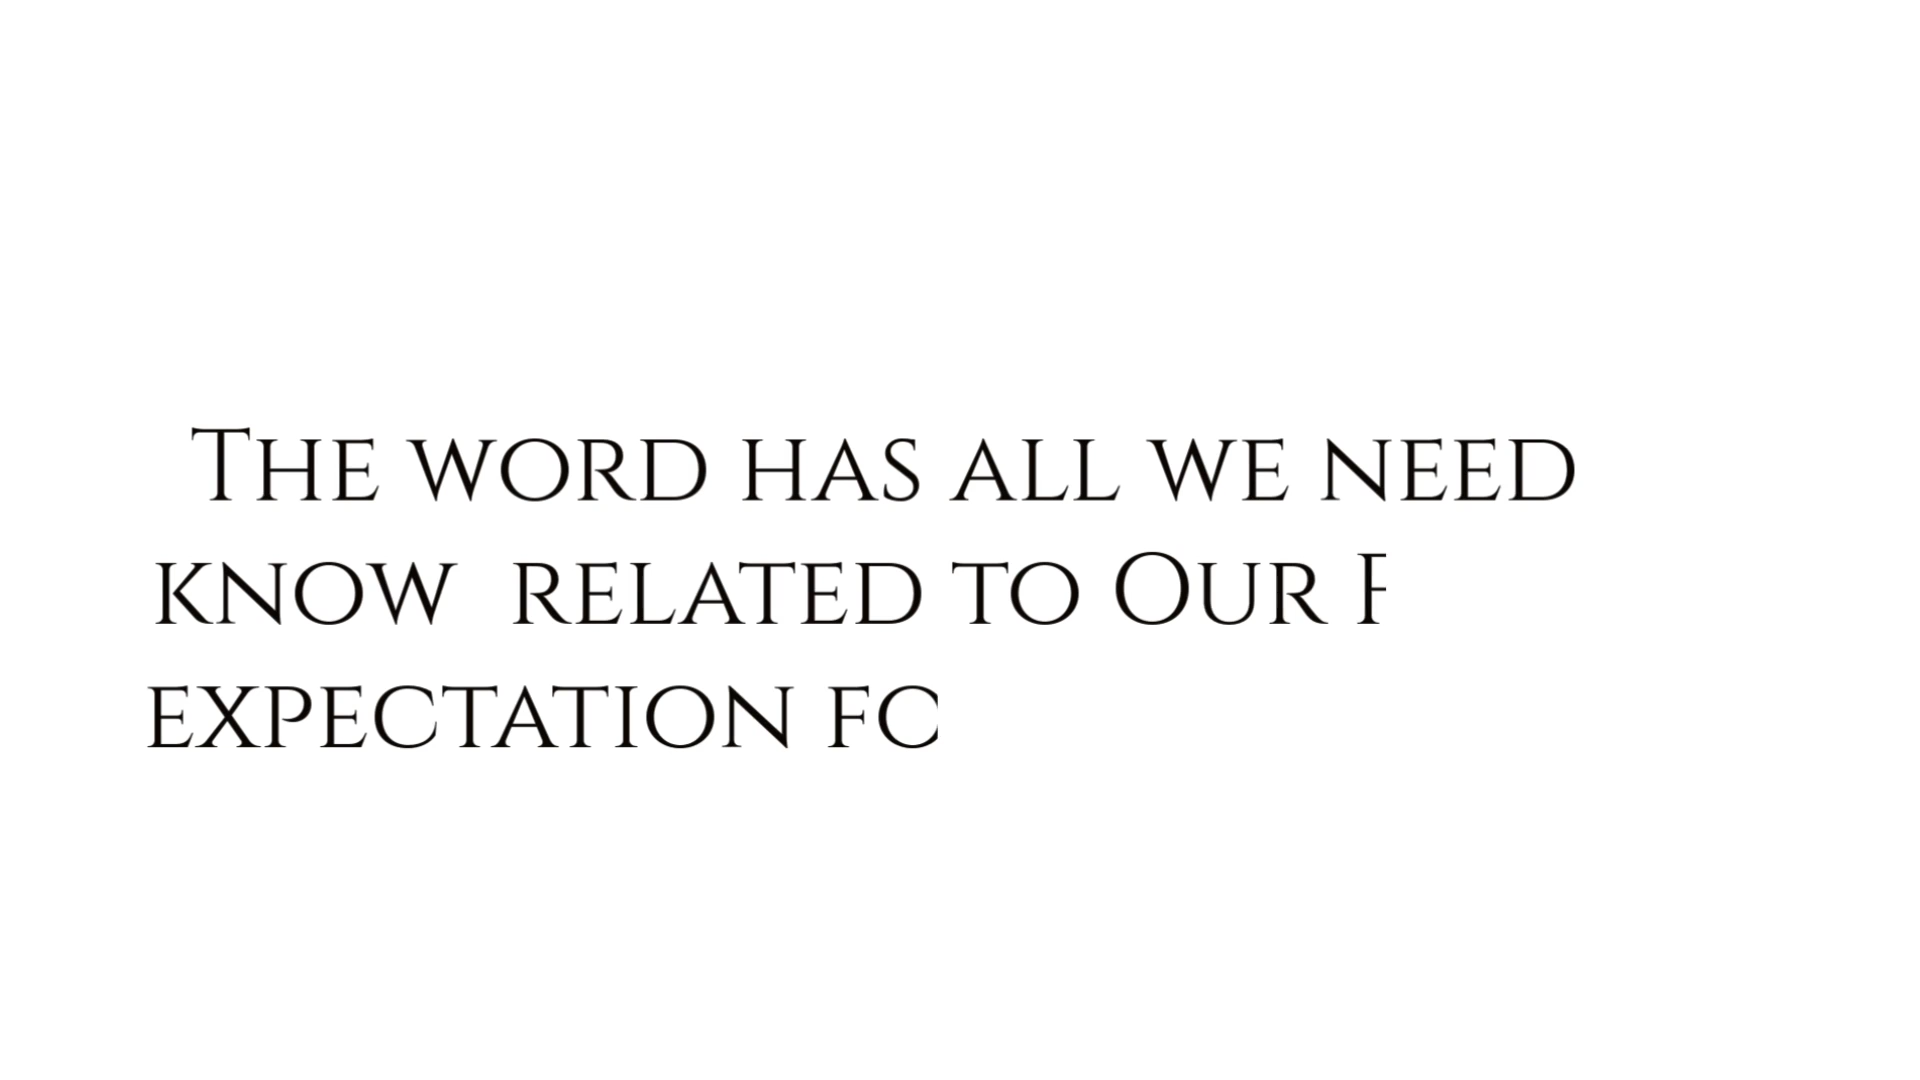 The word has all we need
know related to Our
expectation